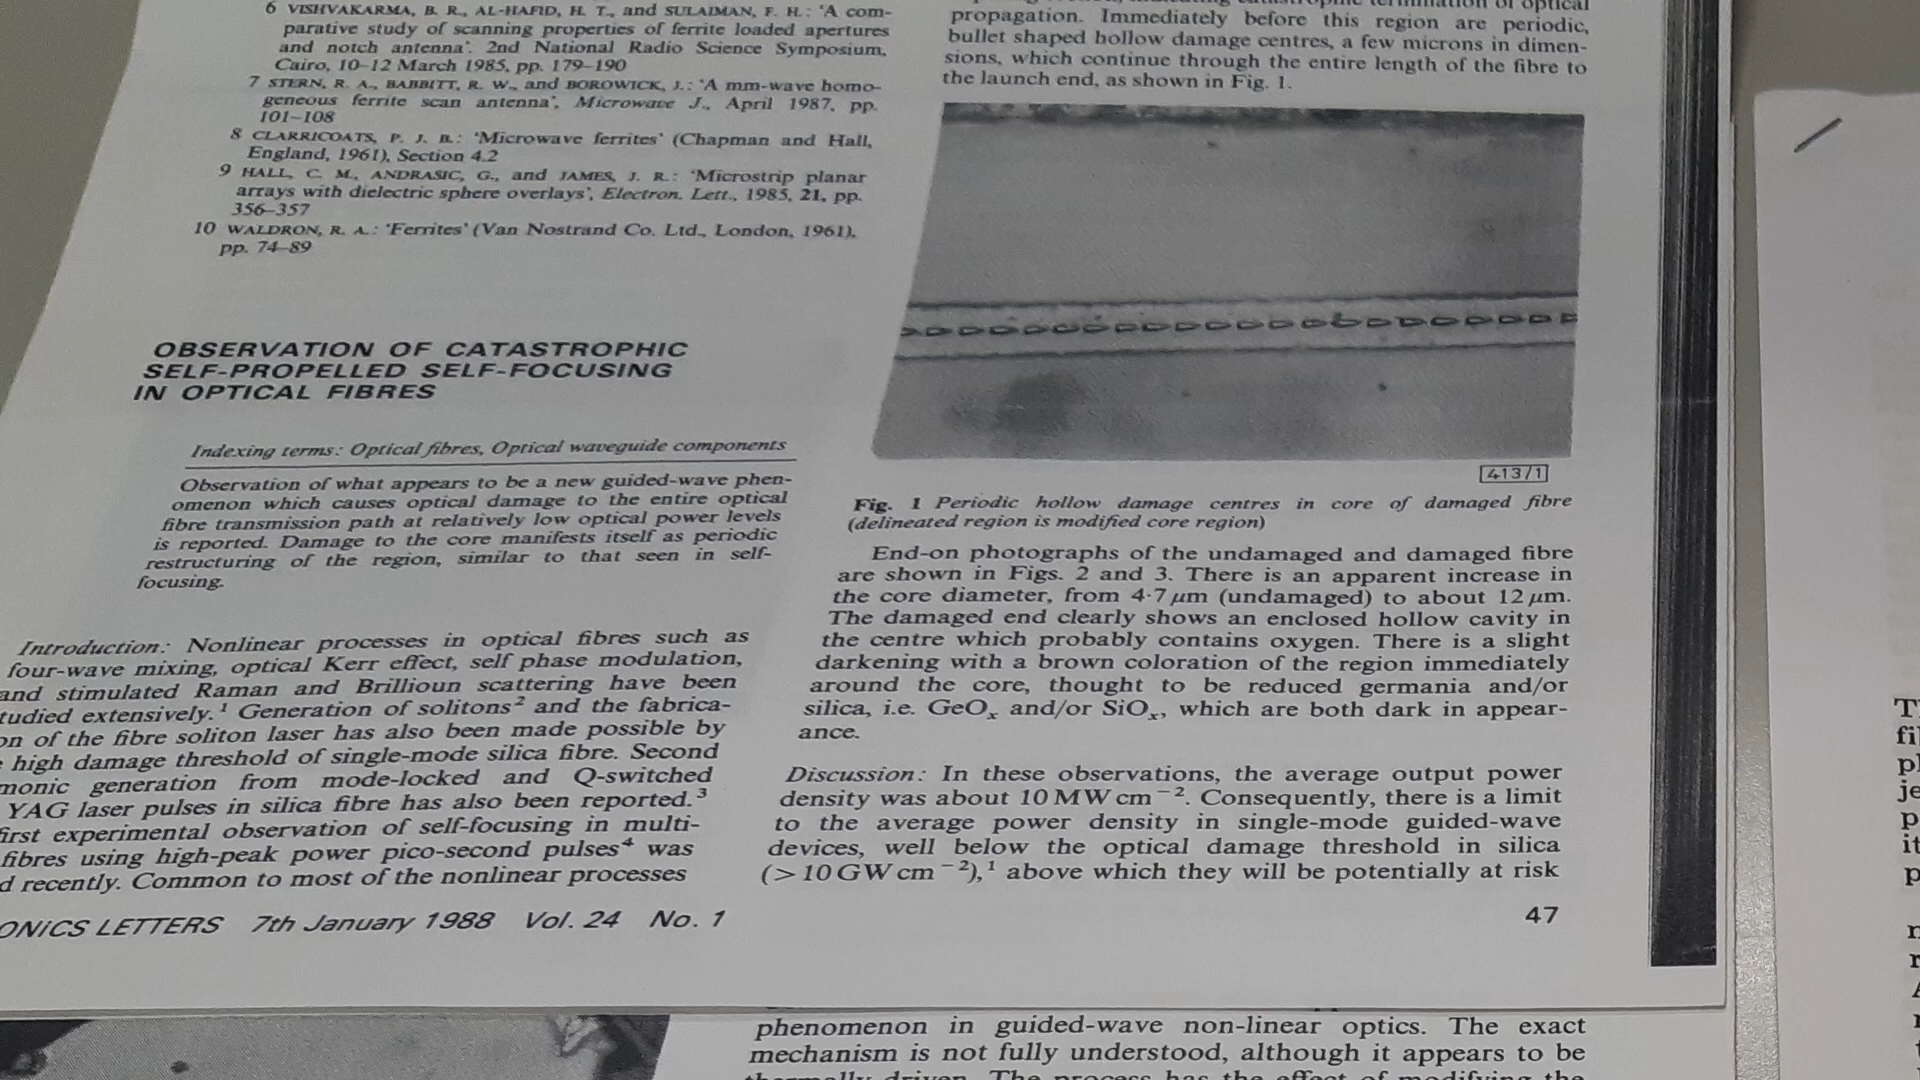 6 VISHVAKARMA, B. R., AL-HAFID, H. T., and SULAIMAN, F. H.: 'A com-
parative study of scanning properties of ferrite loaded apertures
and notch antenna'. 2nd National Radio Science Symposium,
Cairo, 10–12 March 1985, pp. 179–190
7 STERN, R. A., BABBITT, R. W., and BOROWICK, J.: 'A mm-wave homo-
geneous ferrite scan antenna', Microwave J., April 1987, pp.
101–108
8 CLARRICOATS, P. J. B.: 'Microwave ferrites' (Chapman and Hall,
England, 1961), Section 4.2
9 HALL, C. M., ANDRASIC, G., and JAMES, J. R.: 'Microstrip planar
arrays with dielectric sphere overlays', Electron. Lett., 1985, 21, pp.
356–357
10 WALDRON, R. A.: 'Ferrites' (Van Nostrand Co. Ltd., London, 1961),
pp. 74–89
OBSERVATION OF CATASTROPHIC
SELF-PROPELLED SELF-FOCUSING
IN OPTICAL FIBRES
Indexing terms: Optical fibres, Optical waveguide components
Observation of what appears to be a new guided-wave phen-
omenon which causes optical damage to the entire optical
fibre transmission path at relatively low optical power levels
is reported. Damage to the core manifests itself as periodic
restructuring of the region, similar to that seen in self-
focusing.
Introduction: Nonlinear processes in optical fibres such as
four-wave mixing, optical Kerr effect, self phase modulation,
and stimulated Raman and Brillioun scattering have been
tudied extensively.¹ Generation of solitons² and the fabrica-
on of the fibre soliton laser has also been made possible by
high damage threshold of single-mode silica fibre. Second
monic generation from mode-locked and Q-switched
YAG laser pulses in silica fibre has also been reported.³
first experimental observation of self-focusing in multi-
fibres using high-peak power pico-second pulses⁴ was
d recently. Common to most of the nonlinear processes
ONICS LETTERS 7th January 1988 Vol. 24 No. 1
propagation. Immediately before this region are periodic,
bullet shaped hollow damage centres, a few microns in dimen-
sions, which continue through the entire length of the fibre to
the launch end, as shown in Fig. 1.
413/1
Fig. 1 Periodic hollow damage centres in core of damaged fibre
(delineated region is modified core region)
End-on photographs of the undamaged and damaged fibre
are shown in Figs. 2 and 3. There is an apparent increase in
the core diameter, from 4·7 μm (undamaged) to about 12 μm.
The damaged end clearly shows an enclosed hollow cavity in
the centre which probably contains oxygen. There is a slight
darkening with a brown coloration of the region immediately
around the core, thought to be reduced germania and/or
silica, i.e. GeOₓ and/or SiOₓ, which are both dark in appear-
ance.
Discussion: In these observations, the average output power
density was about 10 MW cm⁻². Consequently, there is a limit
to the average power density in single-mode guided-wave
devices, well below the optical damage threshold in silica
(>10 GW cm⁻²),¹ above which they will be potentially at risk
47
phenomenon in guided-wave non-linear optics. The exact
mechanism is not fully understood, although it appears to be
thermally driven. The process has the effect of modifying the